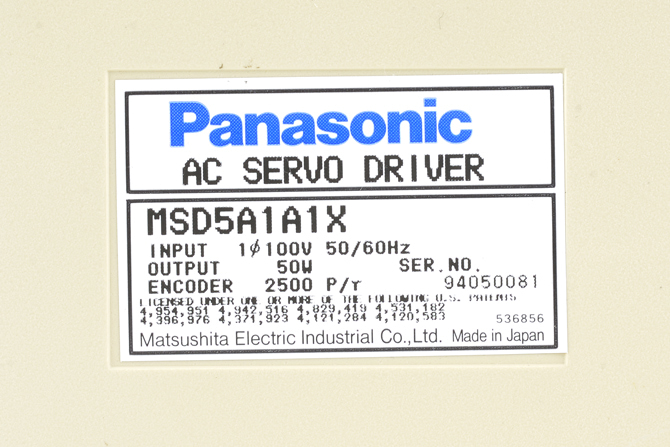 Panasonic
AC SERVO DRIVER
MSD5A1A1X
INPUT 1ϕ100V 50/60Hz
OUTPUT 50W SER.NO.
ENCODER 2500 P/r 94050081
LICENSED UNDER ONE OR MORE OF THE FOLLOWING U.S. PATENTS
4,954,951 4,942,516 4,829,419 4,531,182
4,396,976 4,371,923 4,121,284 4,120,583
536856
Matsushita Electric Industrial Co.,Ltd. Made in Japan